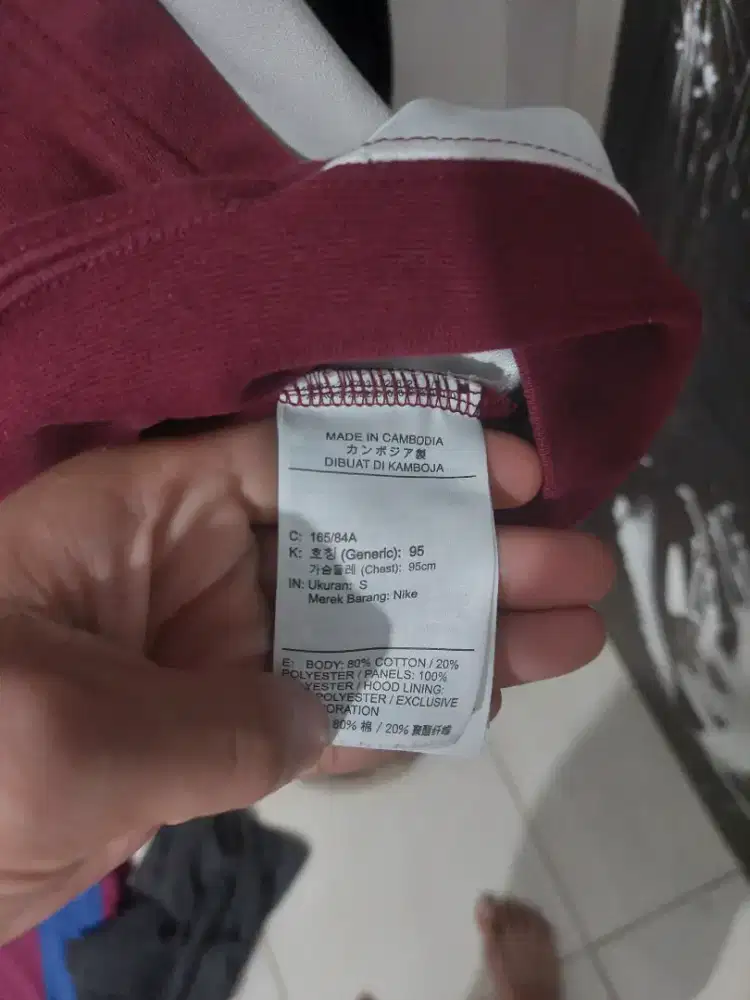 MADE IN CAMBODIA
カンボジア製
DIBUAT DI KAMBOJA
C: 165/84A
K: 호칭 (Generic): 95
가슴둘레 (Chest): 95cm
IN: Ukuran: S
Merek Barang: Nike
E: BODY: 80% COTTON / 20%
POLYESTER / PANELS: 100%
YESTER / HOOD LINING:
POLYESTER / EXCLUSIVE
ORATION
80% 棉 / 20% 聚酯纤维